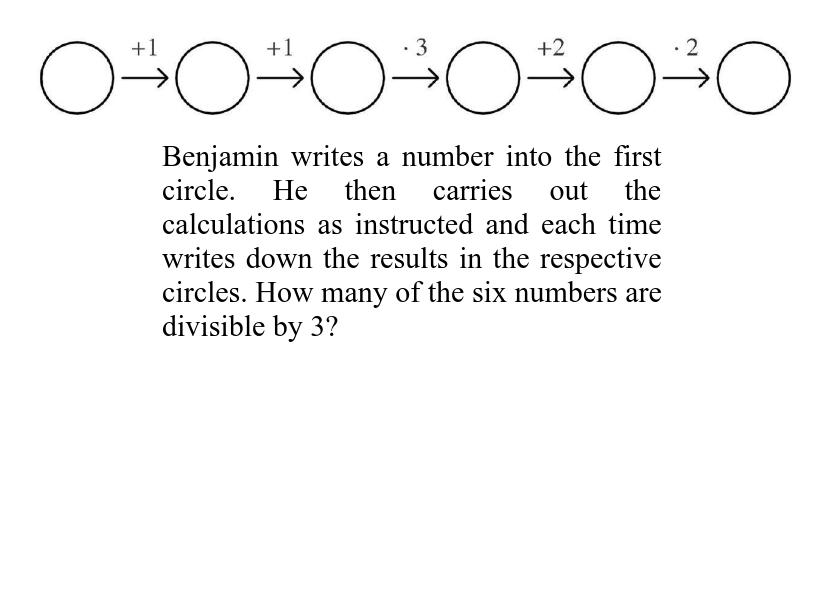 +1 +1 · 3 +2 · 2
Benjamin writes a number into the first
circle. He then carries out the
calculations as instructed and each time
writes down the results in the respective
circles. How many of the six numbers are
divisible by 3?